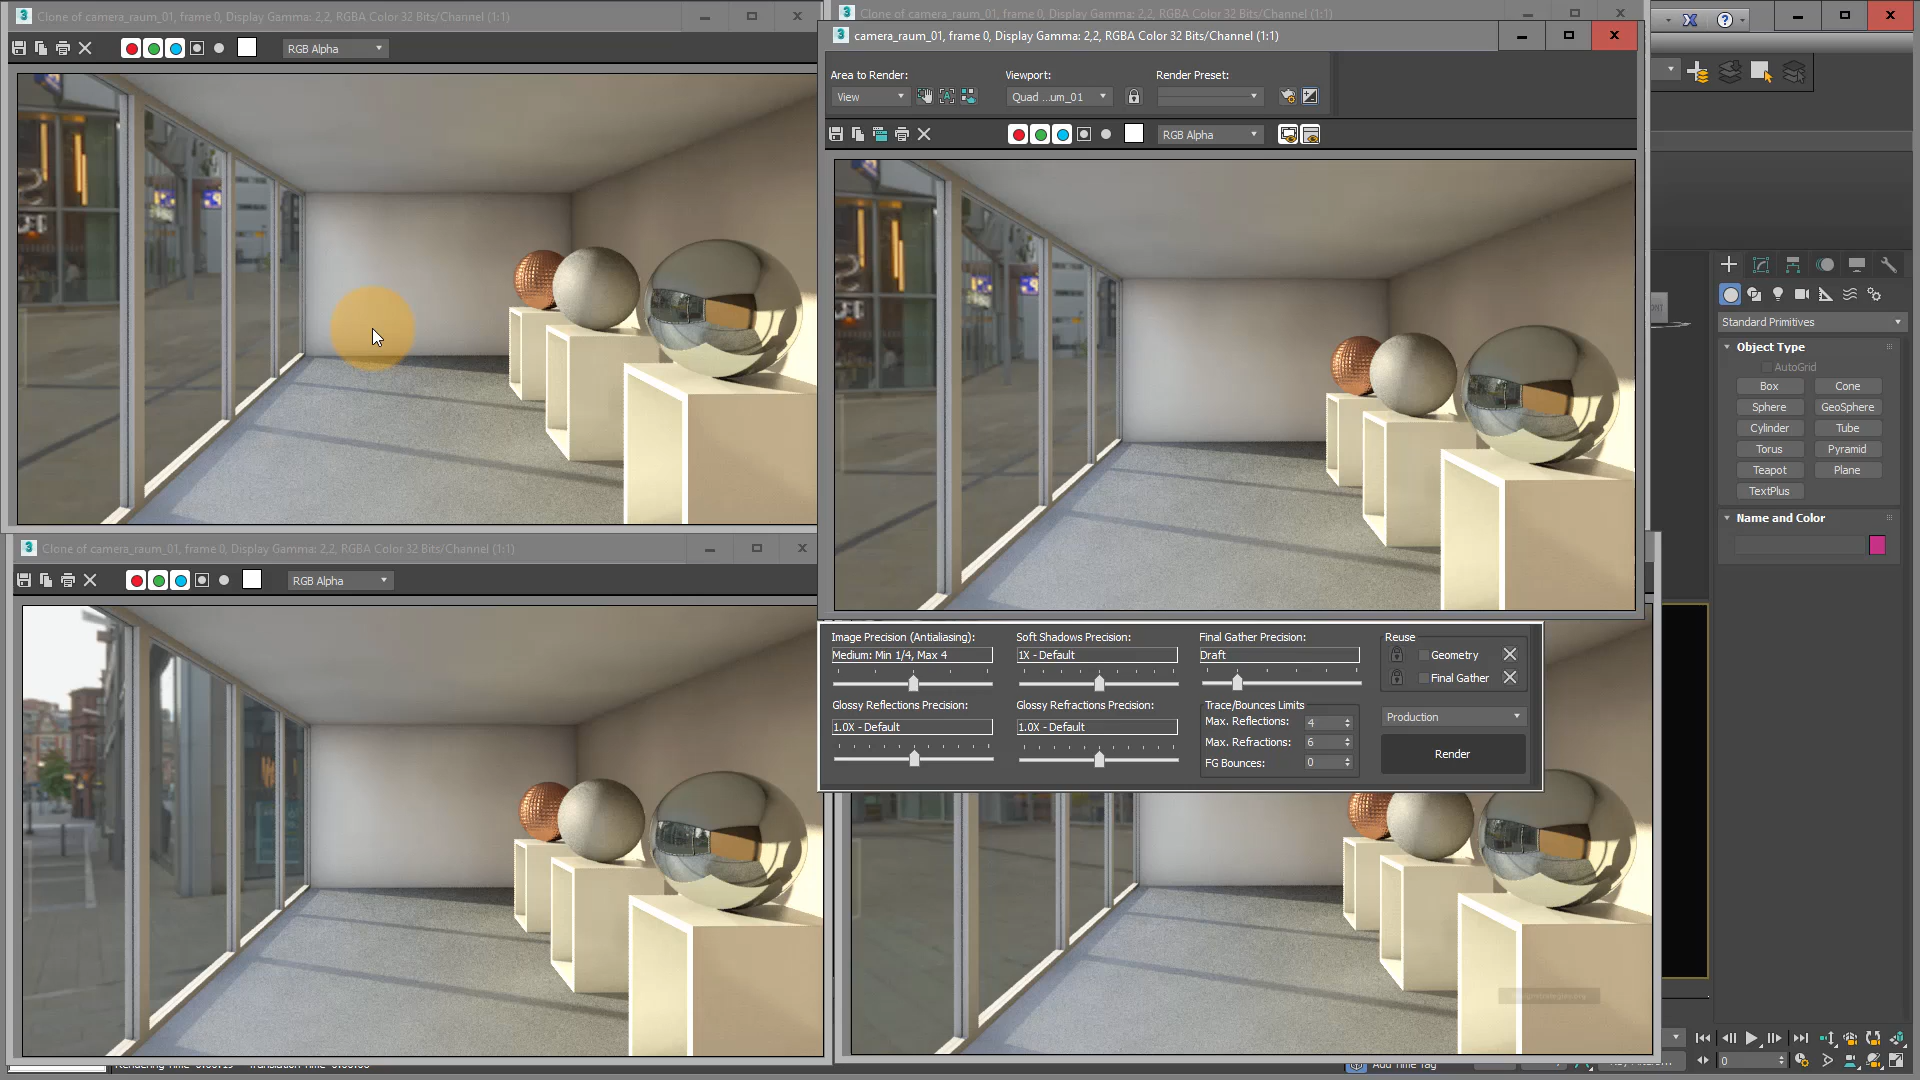 Clone of camera_raum_01, frame 0, Display Gamma: 2,2, RGBA Color 32 Bits/Channel (1:1)
RGB Alpha
Clone of camera_raum_01, frame 0, Display Gamma: 2,2, RGBA Color 32 Bits/Channel (1:1)
camera_raum_01, frame 0, Display Gamma: 2,2, RGBA Color 32 Bits/Channel (1:1)
Area to Render:
Viewport:
Render Preset:
View
Quad ...um_01
RGB Alpha
Clone of camera_raum_01, frame 0, Display Gamma: 2,2, RGBA Color 32 Bits/Channel (1:1)
RGB Alpha
Image Precision (Antialiasing):
Soft Shadows Precision:
Final Gather Precision:
Reuse
Medium: Min 1/4, Max 4
1X - Default
Draft
Geometry
Final Gather
Glossy Reflections Precision:
Glossy Refractions Precision:
Trace/Bounces Limits
1.0X - Default
1.0X - Default
Max. Reflections: 4
Max. Refractions: 6
FG Bounces: 0
Production
Render
Standard Primitives
Object Type
AutoGrid
Box
Cone
Sphere
GeoSphere
Cylinder
Tube
Torus
Pyramid
Teapot
Plane
TextPlus
Name and Color
0
Add Time Tag